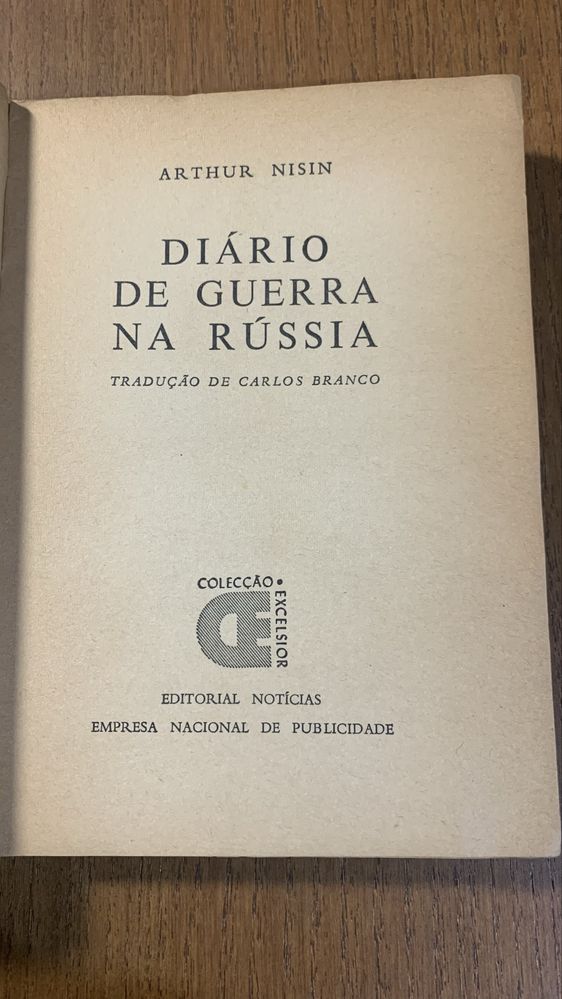 ARTHUR NISIN
DIÁRIO
DE GUERRA
NA RÚSSIA
TRADUÇÃO DE CARLOS BRANCO
COLECÇÃO • EXCELSIOR
CE
EDITORIAL NOTÍCIAS
EMPRESA NACIONAL DE PUBLICIDADE